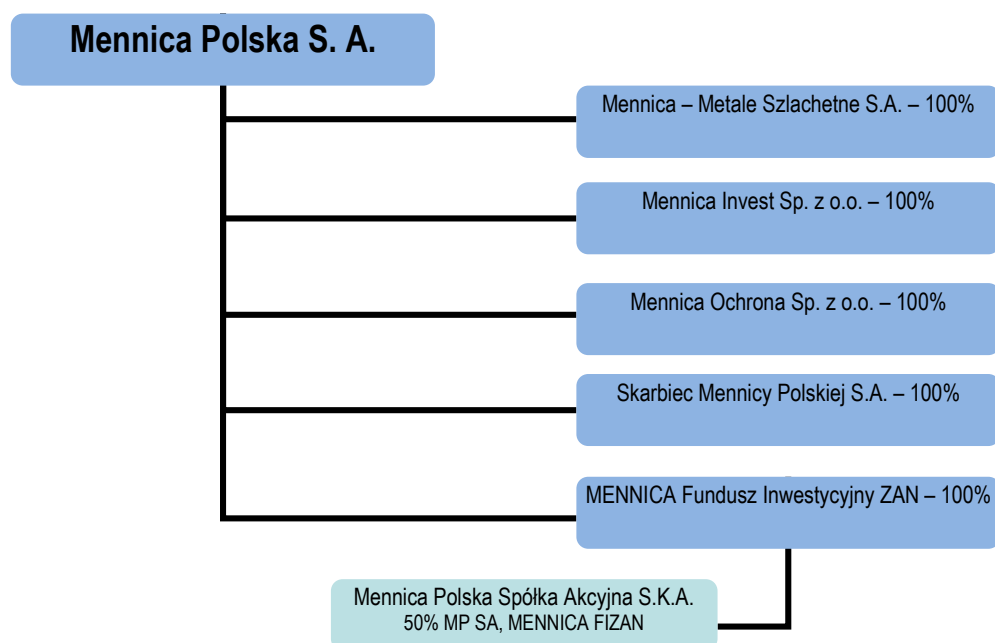 Mennica Polska S. A.
Mennica – Metale Szlachetne S.A. – 100%
Mennica Invest Sp. z o.o. – 100%
Mennica Ochrona Sp. z o.o. – 100%
Skarbiec Mennicy Polskiej S.A. – 100%
MENNICA Fundusz Inwestycyjny ZAN – 100%
Mennica Polska Spółka Akcyjna S.K.A.
50% MP SA, MENNICA FIZAN